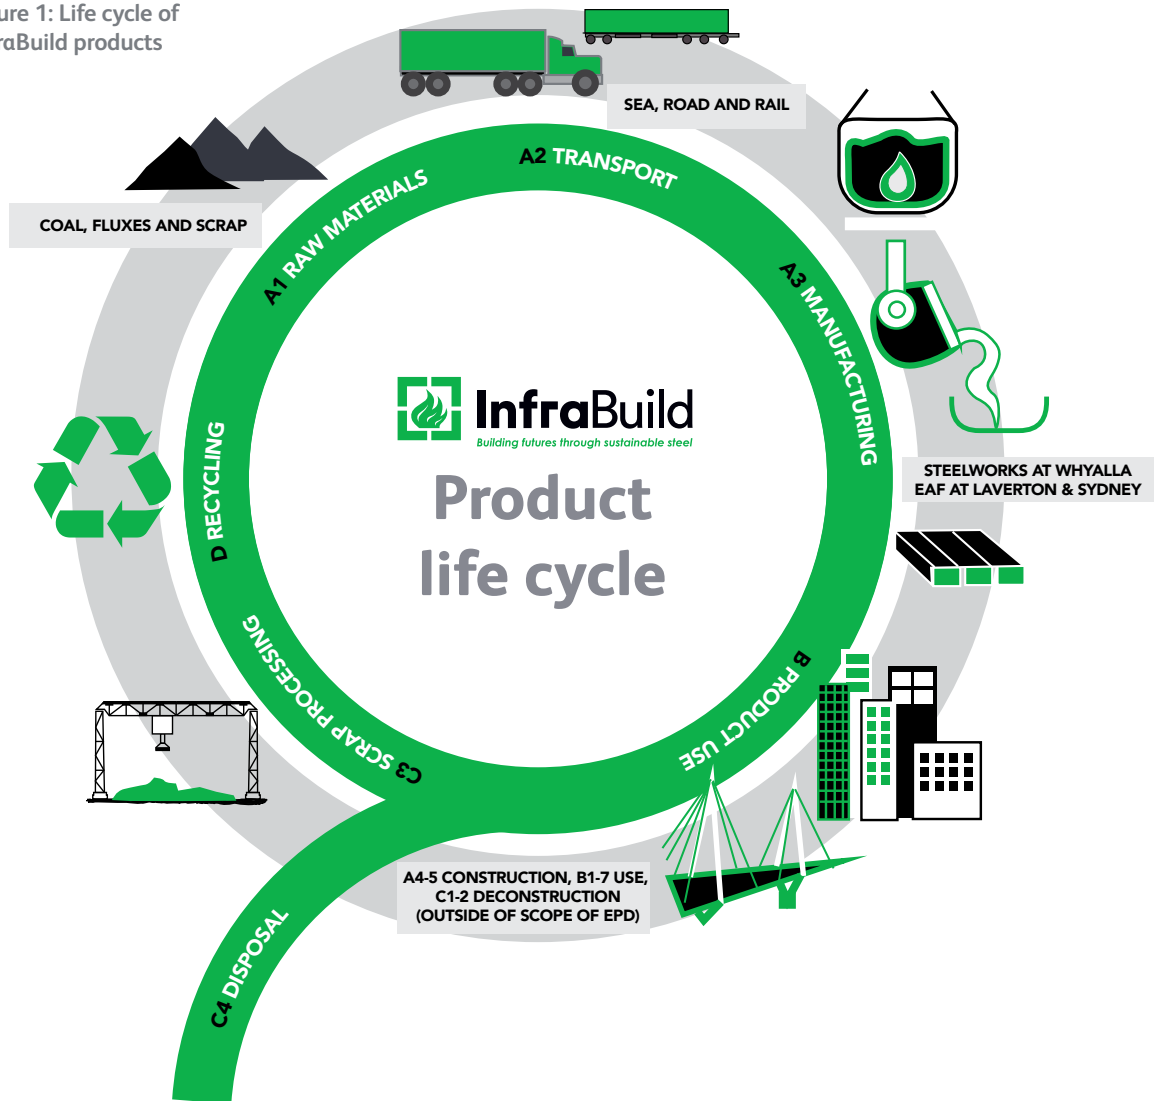 ure 1: Life cycle of
fraBuild products
SEA, ROAD AND RAIL
A2 TRANSPORT
COAL, FLUXES AND SCRAP
A1 RAW MATERIALS
A3 MANUFACTURING
InfraBuild
Building futures through sustainable steel
Product
life cycle
STEELWORKS AT WHYALLA
EAF AT LAVERTON & SYDNEY
D RECYCLING
B PRODUCT USE
C3 SCRAP PROCESSING
A4-5 CONSTRUCTION, B1-7 USE,
C1-2 DECONSTRUCTION
(OUTSIDE OF SCOPE OF EPD)
C4 DISPOSAL